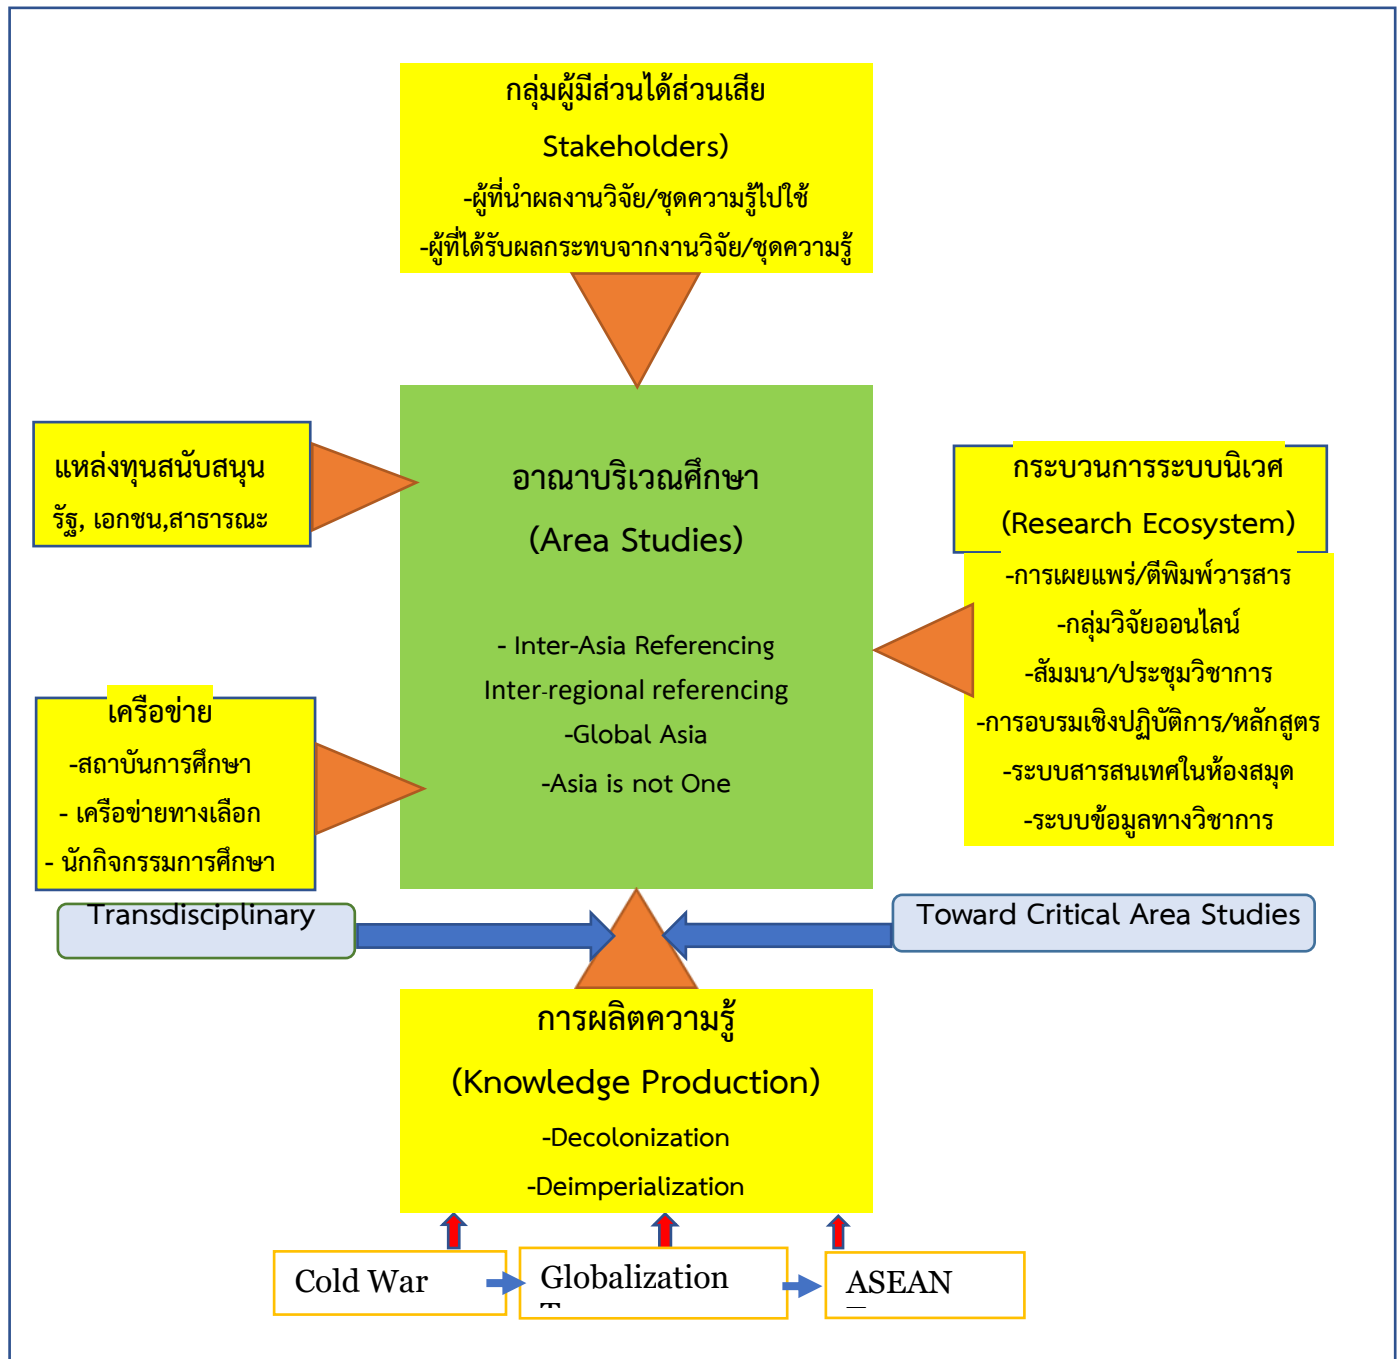 กลุ่มผู้มีส่วนได้ส่วนเสีย
Stakeholders)
-ผู้ที่นำผลงานวิจัย/ชุดความรู้ไปใช้
-ผู้ที่ได้รับผลกระทบจากงานวิจัย/ชุดความรู้
แหล่งทุนสนับสนุน
รัฐ, เอกชน,สาธารณะ
อาณาบริเวณศึกษา
(Area Studies)
- Inter-Asia Referencing
Inter-regional referencing
-Global Asia
-Asia is not One
กระบวนการระบบนิเวศ
(Research Ecosystem)
-การเผยแพร่/ตีพิมพ์วารสาร
-กลุ่มวิจัยออนไลน์
-สัมมนา/ประชุมวิชาการ
-การอบรมเชิงปฏิบัติการ/หลักสูตร
-ระบบสารสนเทศในห้องสมุด
-ระบบข้อมูลทางวิชาการ
เครือข่าย
-สถาบันการศึกษา
- เครือข่ายทางเลือก
- นักกิจกรรมการศึกษา
Transdisciplinary
Toward Critical Area Studies
การผลิตความรู้
(Knowledge Production)
-Decolonization
-Deimperialization
Cold War
Globalization
ASEAN